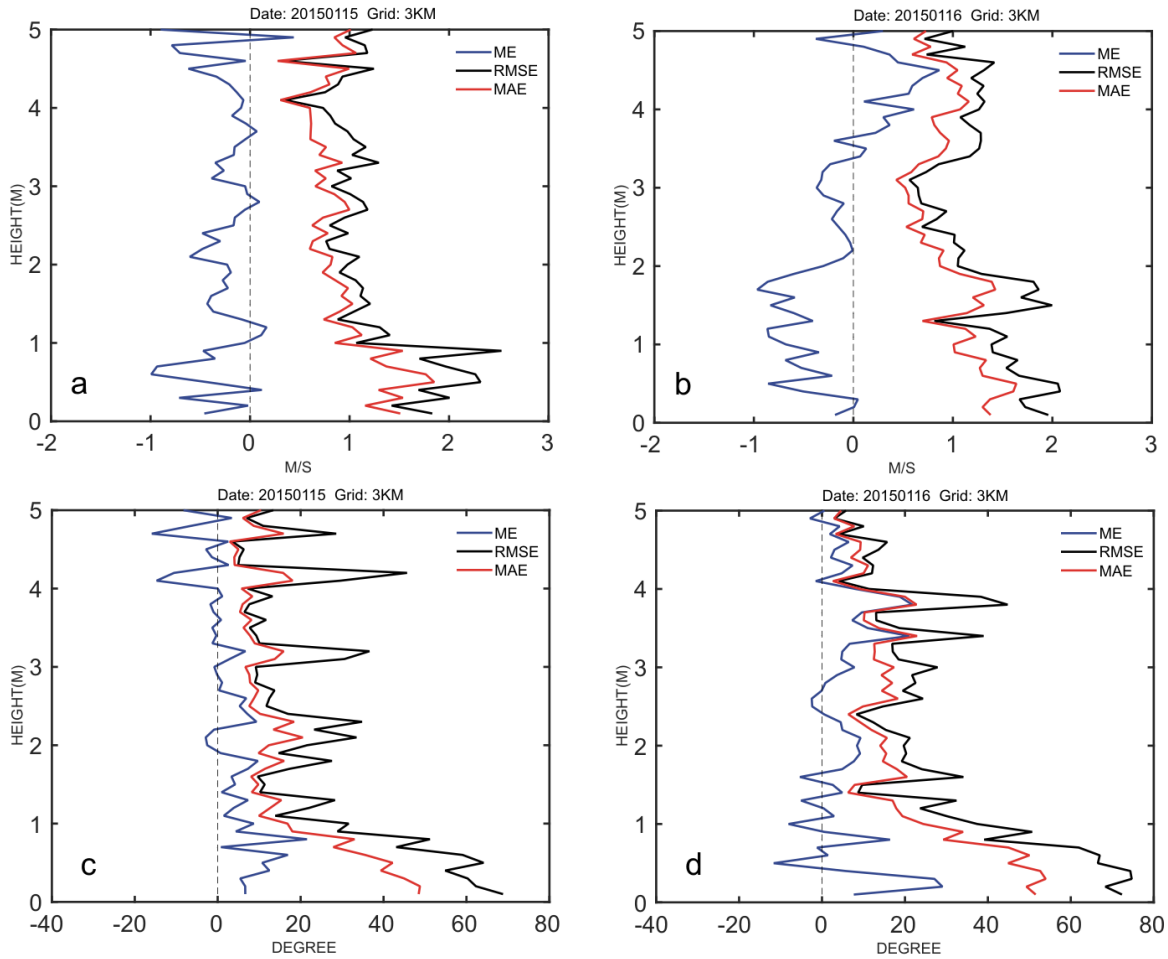 Date: 20150115 Grid: 3KM
5
4
3
2
1
0
HEIGHT(M)
ME
RMSE
MAE
a
-2
-1
0
1
2
3
M/S
Date: 20150116 Grid: 3KM
5
4
3
2
1
0
HEIGHT(M)
ME
RMSE
MAE
b
-2
-1
0
1
2
3
M/S
Date: 20150115 Grid: 3KM
5
4
3
2
1
0
HEIGHT(M)
ME
RMSE
MAE
c
-40
-20
0
20
40
60
80
DEGREE
Date: 20150116 Grid: 3KM
5
4
3
2
1
0
HEIGHT(M)
ME
RMSE
MAE
d
-40
-20
0
20
40
60
80
DEGREE